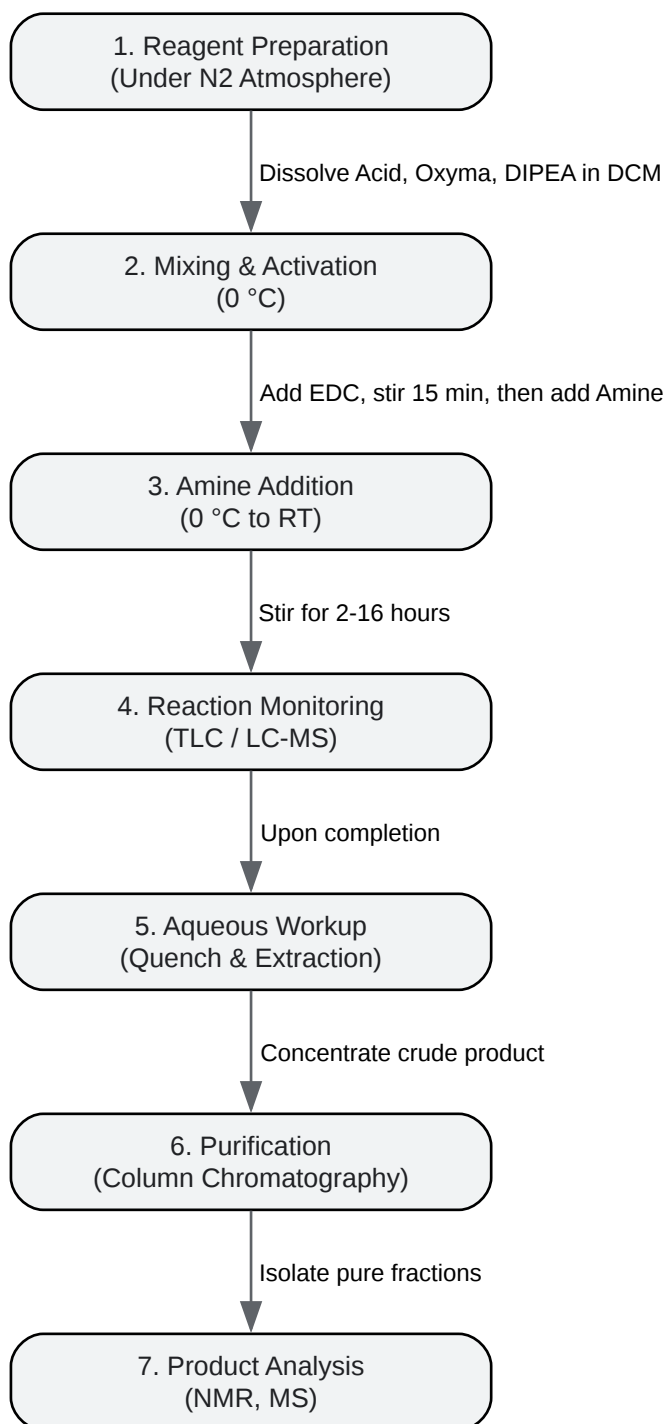 1. Reagent Preparation
(Under N2 Atmosphere)
Dissolve Acid, Oxyma, DIPEA in DCM
2. Mixing & Activation
(0 °C)
Add EDC, stir 15 min, then add Amine
3. Amine Addition
(0 °C to RT)
Stir for 2-16 hours
4. Reaction Monitoring
(TLC / LC-MS)
Upon completion
5. Aqueous Workup
(Quench & Extraction)
Concentrate crude product
6. Purification
(Column Chromatography)
Isolate pure fractions
7. Product Analysis
(NMR, MS)